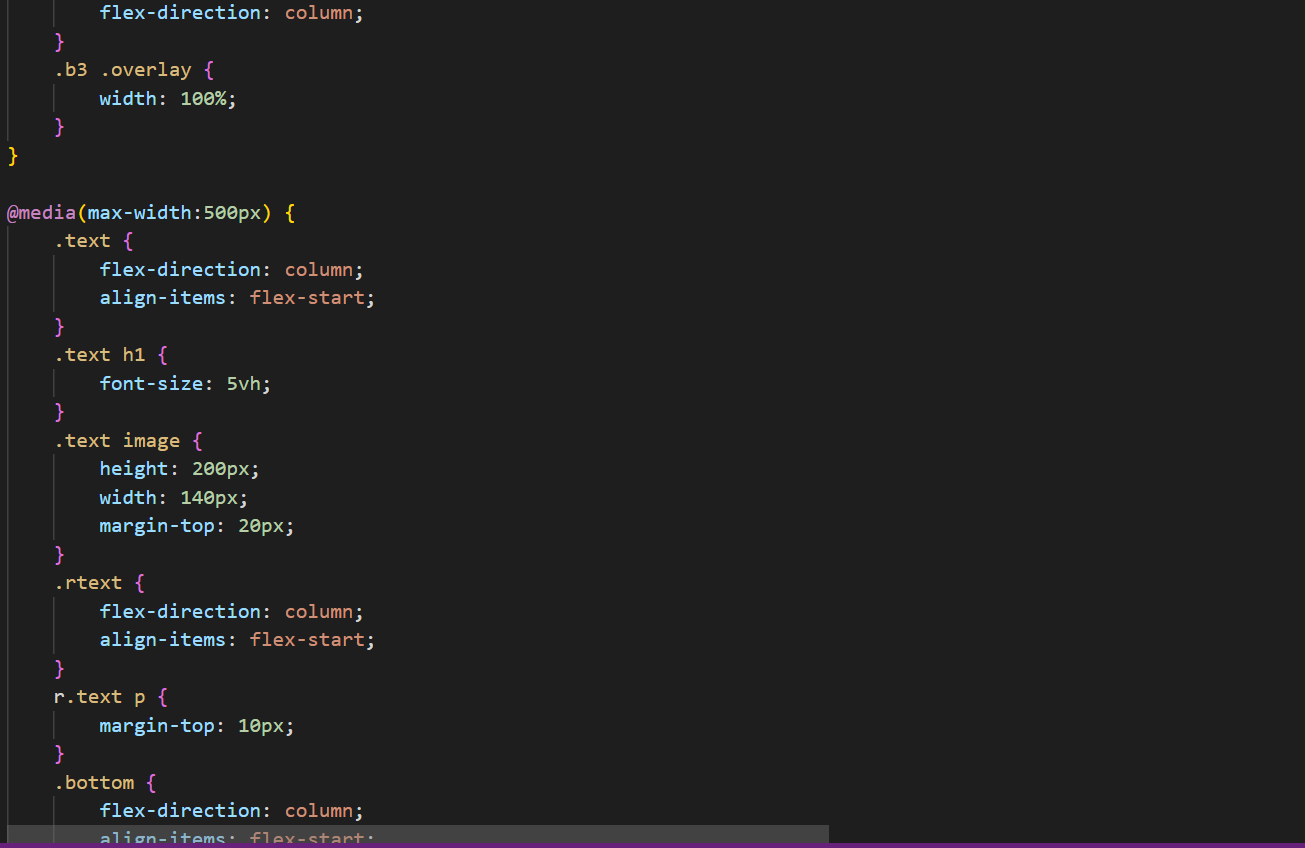 flex-direction: column;
    }
    .b3 .overlay {
        width: 100%;
    }
}

@media(max-width:500px) {
    .text {
        flex-direction: column;
        align-items: flex-start;
    }
    .text h1 {
        font-size: 5vh;
    }
    .text image {
        height: 200px;
        width: 140px;
        margin-top: 20px;
    }
    .rtext {
        flex-direction: column;
        align-items: flex-start;
    }
    r.text p {
        margin-top: 10px;
    }
    .bottom {
        flex-direction: column;
        align-items: flex-start;